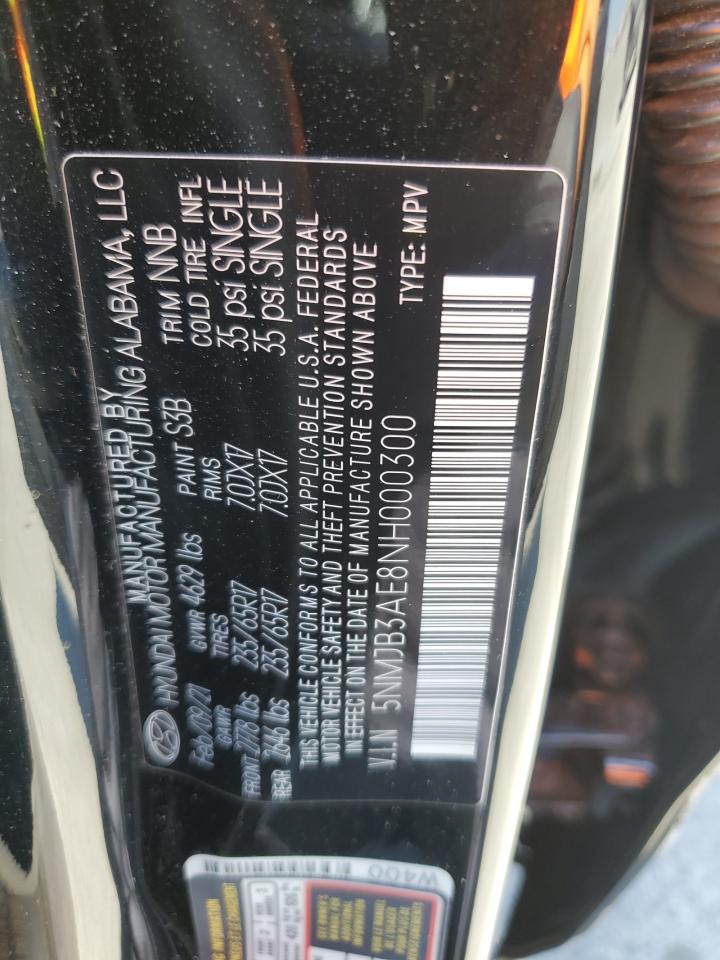 MANUFACTURED BY
HYUNDAI MOTOR MANUFACTURING ALABAMA, LLC
GVWR 4629 lbs PAINT S3B TRIM NNB
GAWR TIRES RIMS COLD TIRE INFL
FRONT 2778 lbs 235/65R17 7.0JX17 35 psi SINGLE
REAR 2646 lbs 235/65R17 7.0JX17 35 psi SINGLE
THIS VEHICLE CONFORMS TO ALL APPLICABLE U.S.A. FEDERAL
MOTOR VEHICLE SAFETY AND THEFT PREVENTION STANDARDS
IN EFFECT ON THE DATE OF MANUFACTURE SHOWN ABOVE
V.I.N 5NMJB3AE8NH000300 TYPE: MPV
W400
INFORMATION